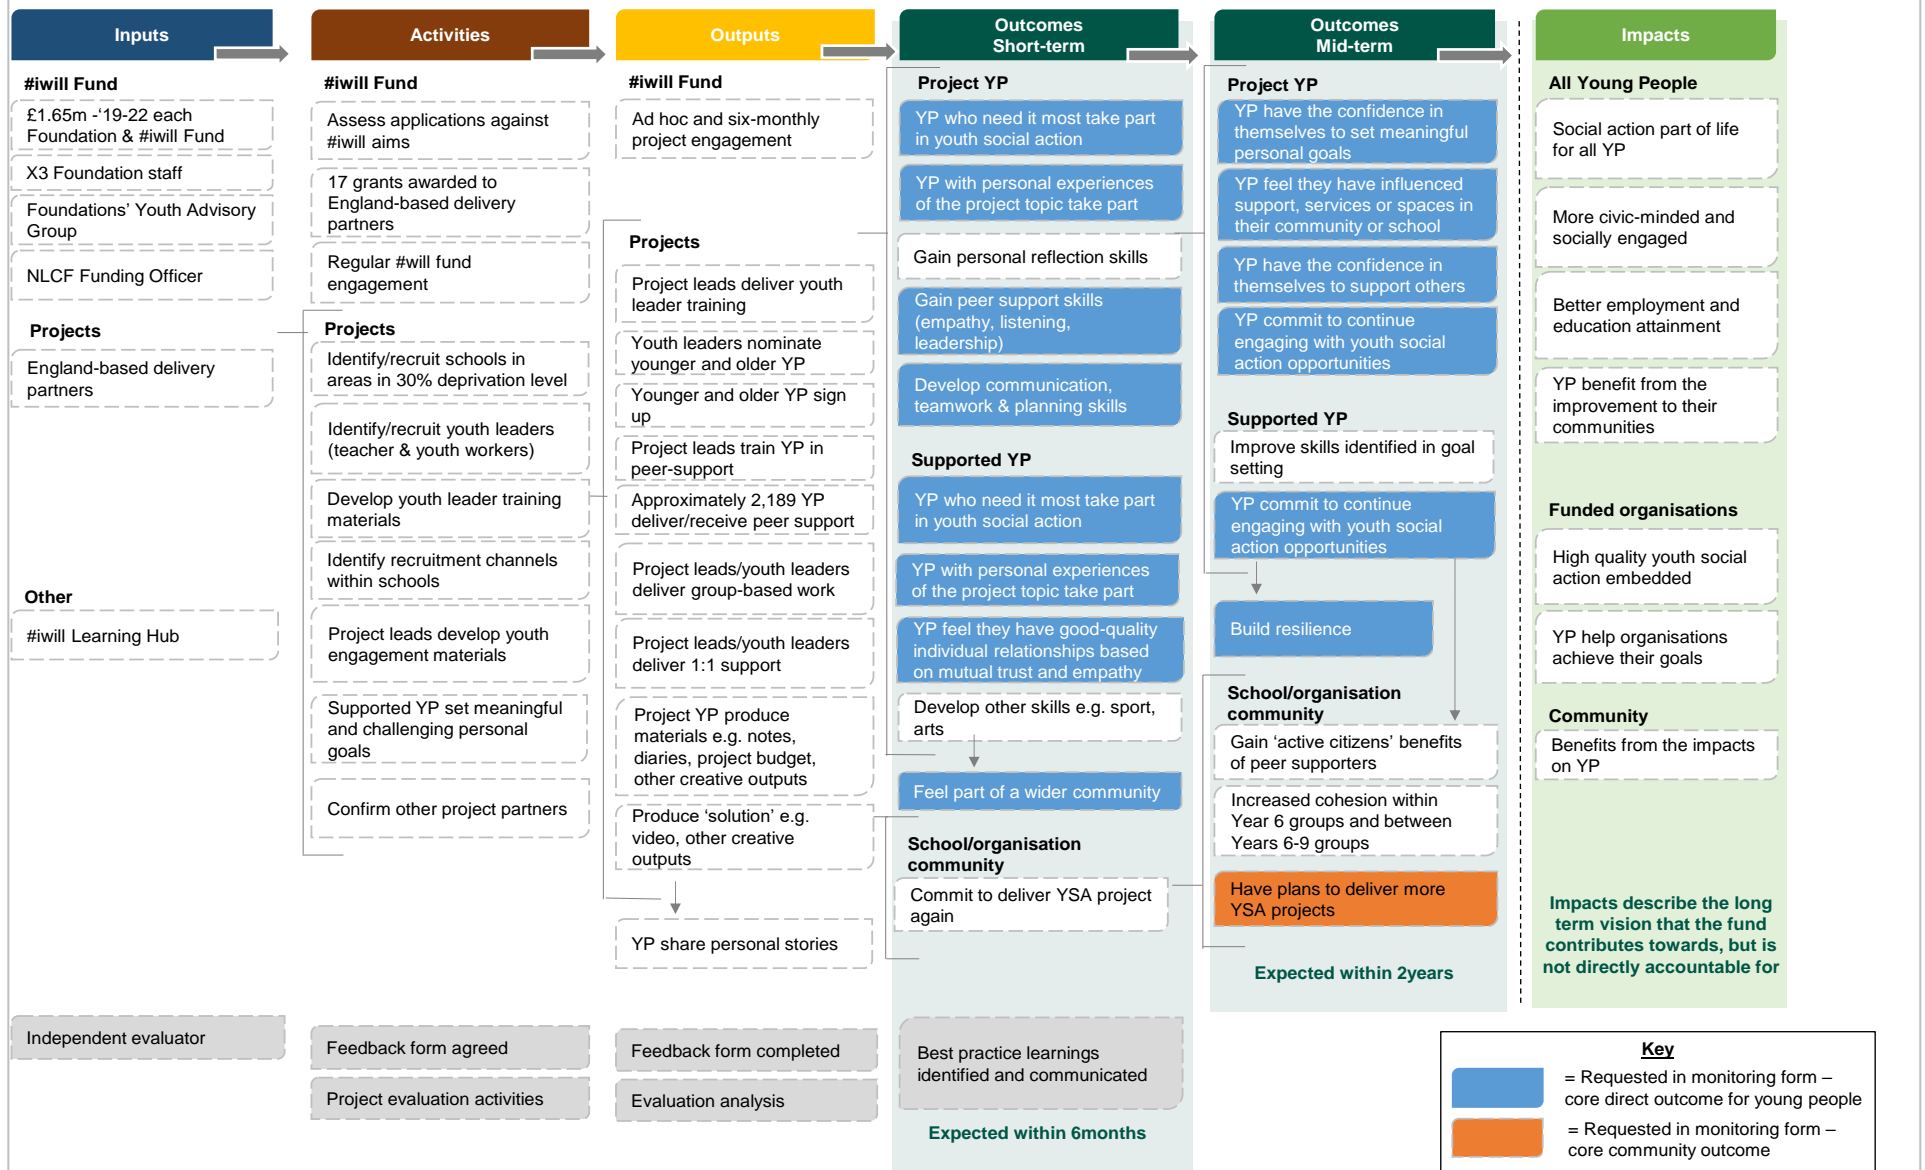 Inputs
#iwill Fund
£1.65m -‘19-22 each
Foundation & #iwill Fund
X3 Foundation staff
Foundations’ Youth Advisory
Group
NLCF Funding Officer
Projects
England-based delivery
partners
Other
#iwill Learning Hub
Independent evaluator
Activities
#iwill Fund
Assess applications against
#iwill aims
17 grants awarded to
England-based delivery
partners
Regular #will fund
engagement
Projects
Identify/recruit schools in
areas in 30% deprivation level
Identify/recruit youth leaders
(teacher & youth workers)
Develop youth leader training
materials
Identify recruitment channels
within schools
Project leads develop youth
engagement materials
Supported YP set meaningful
and challenging personal
goals
Confirm other project partners
Feedback form agreed
Project evaluation activities
Outputs
#iwill Fund
Ad hoc and six-monthly
project engagement
Projects
Project leads deliver youth
leader training
Youth leaders nominate
younger and older YP
Younger and older YP sign
up
Project leads train YP in
peer-support
Approximately 2,189 YP
deliver/receive peer support
Project leads/youth leaders
deliver group-based work
Project leads/youth leaders
deliver 1:1 support
Project YP produce
materials e.g. notes,
diaries, project budget,
other creative outputs
Produce ‘solution’ e.g.
video, other creative
outputs
YP share personal stories
Feedback form completed
Evaluation analysis
Outcomes
Short-term
Project YP
YP who need it most take part
in youth social action
YP with personal experiences
of the project topic take part
Gain personal reflection skills
Gain peer support skills
(empathy, listening,
leadership)
Develop communication,
teamwork & planning skills
Supported YP
YP who need it most take part
in youth social action
YP with personal experiences
of the project topic take part
YP feel they have good-quality
individual relationships based
on mutual trust and empathy
Develop other skills e.g. sport,
arts
Feel part of a wider community
School/organisation
community
Commit to deliver YSA project
again
Best practice learnings
identified and communicated
Expected within 6months
Outcomes
Mid-term
Project YP
YP have the confidence in
themselves to set meaningful
personal goals
YP feel they have influenced
support, services or spaces in
their community or school
YP have the confidence in
themselves to support others
YP commit to continue
engaging with youth social
action opportunities
Supported YP
Improve skills identified in goal
setting
YP commit to continue
engaging with youth social
action opportunities
Build resilience
School/organisation
community
Gain ‘active citizens’ benefits
of peer supporters
Increased cohesion within
Year 6 groups and between
Years 6-9 groups
Have plans to deliver more
YSA projects
Expected within 2years
Impacts
All Young People
Social action part of life
for all YP
More civic-minded and
socially engaged
Better employment and
education attainment
YP benefit from the
improvement to their
communities
Funded organisations
High quality youth social
action embedded
YP help organisations
achieve their goals
Community
Benefits from the impacts
on YP
Impacts describe the long
term vision that the fund
contributes towards, but is
not directly accountable for
Key
= Requested in monitoring form –
core direct outcome for young people
= Requested in monitoring form –
core community outcome